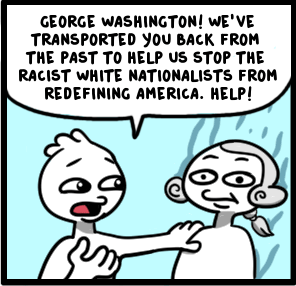 GEORGE WASHINGTON! WE'VE
TRANSPORTED YOU BACK FROM
THE PAST TO HELP US STOP THE
RACIST WHITE NATIONALISTS FROM
REDEFINING AMERICA. HELP!